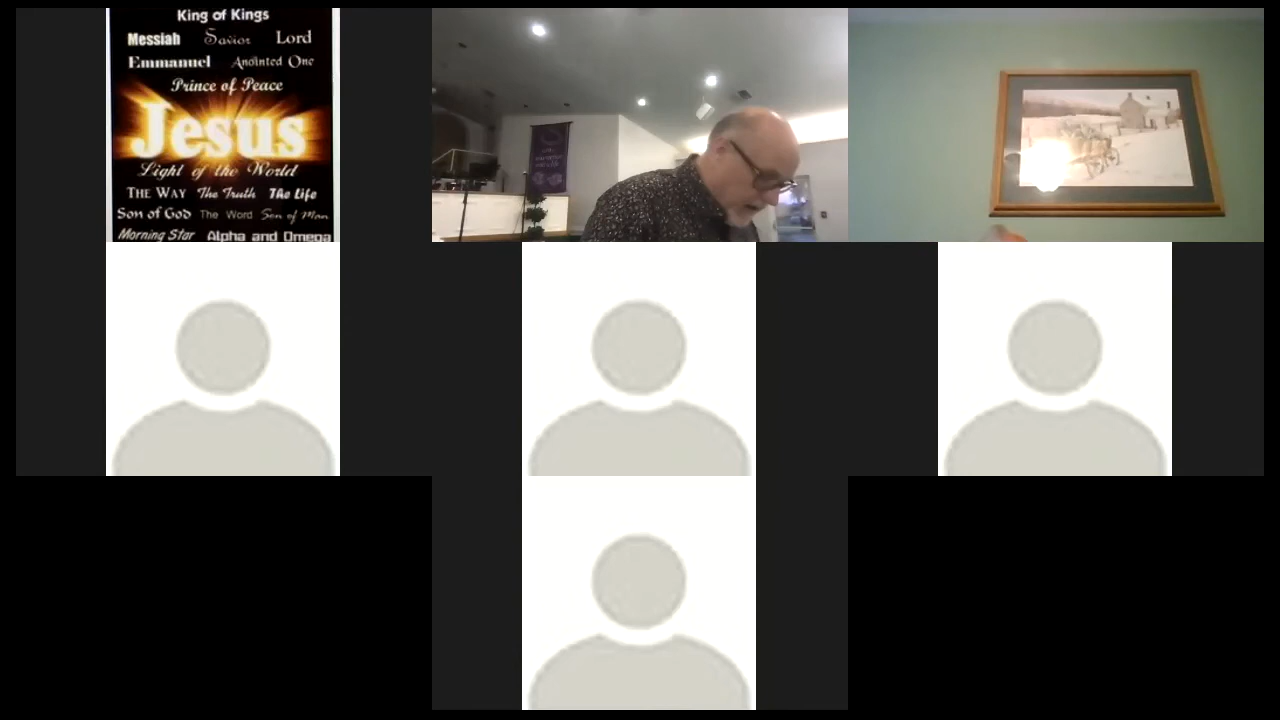 King of Kings
Messiah Savior Lord
Emmanuel Anointed One
Prince of Peace
Jesus
Light of the World
THE WAY The Truth The Life
Son of God The Word Son of Man
Morning Star Alpha and Omega